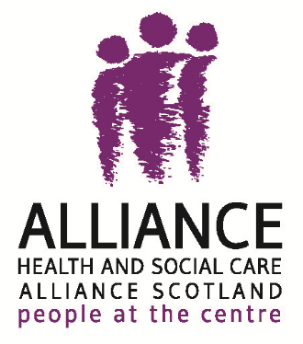 ALLIANCE
HEALTH AND SOCIAL CARE
ALLIANCE SCOTLAND
people at the centre